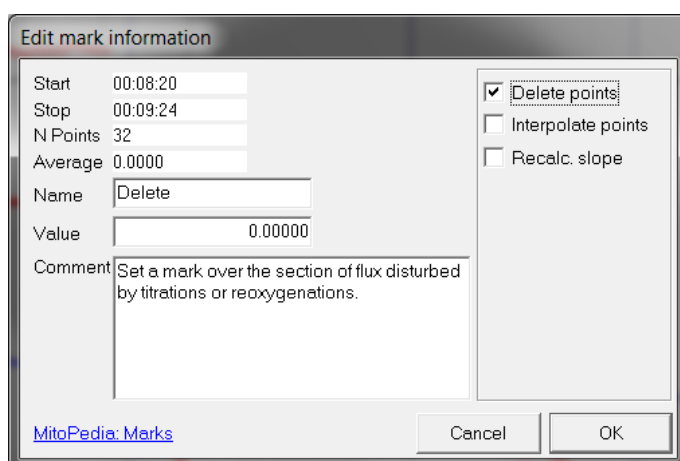 Edit mark information
Start 00:08:20
Stop 00:09:24
N Points 32
Average 0.0000
Name Delete
Value 0.00000
Comment Set a mark over the section of flux disturbed
by titrations or reoxygenations.
Delete points
Interpolate points
Recalc. slope
MitoPedia: Marks
Cancel
OK